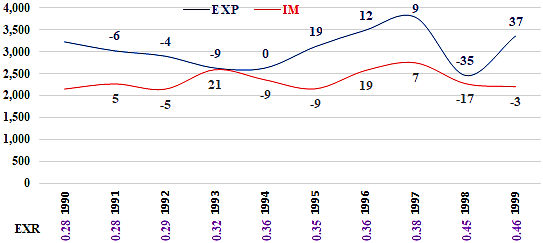 EXP IM
4,000
3,500
3,000
2,500
2,000
1,500
1,000
500
0
-6 -4 -9 0 19 12 9 -35 37
5 -5 21 -9 -9 19 7 -17 -3
1990 1991 1992 1993 1994 1995 1996 1997 1998 1999
EXR 0.28 0.28 0.29 0.32 0.36 0.35 0.36 0.38 0.45 0.46